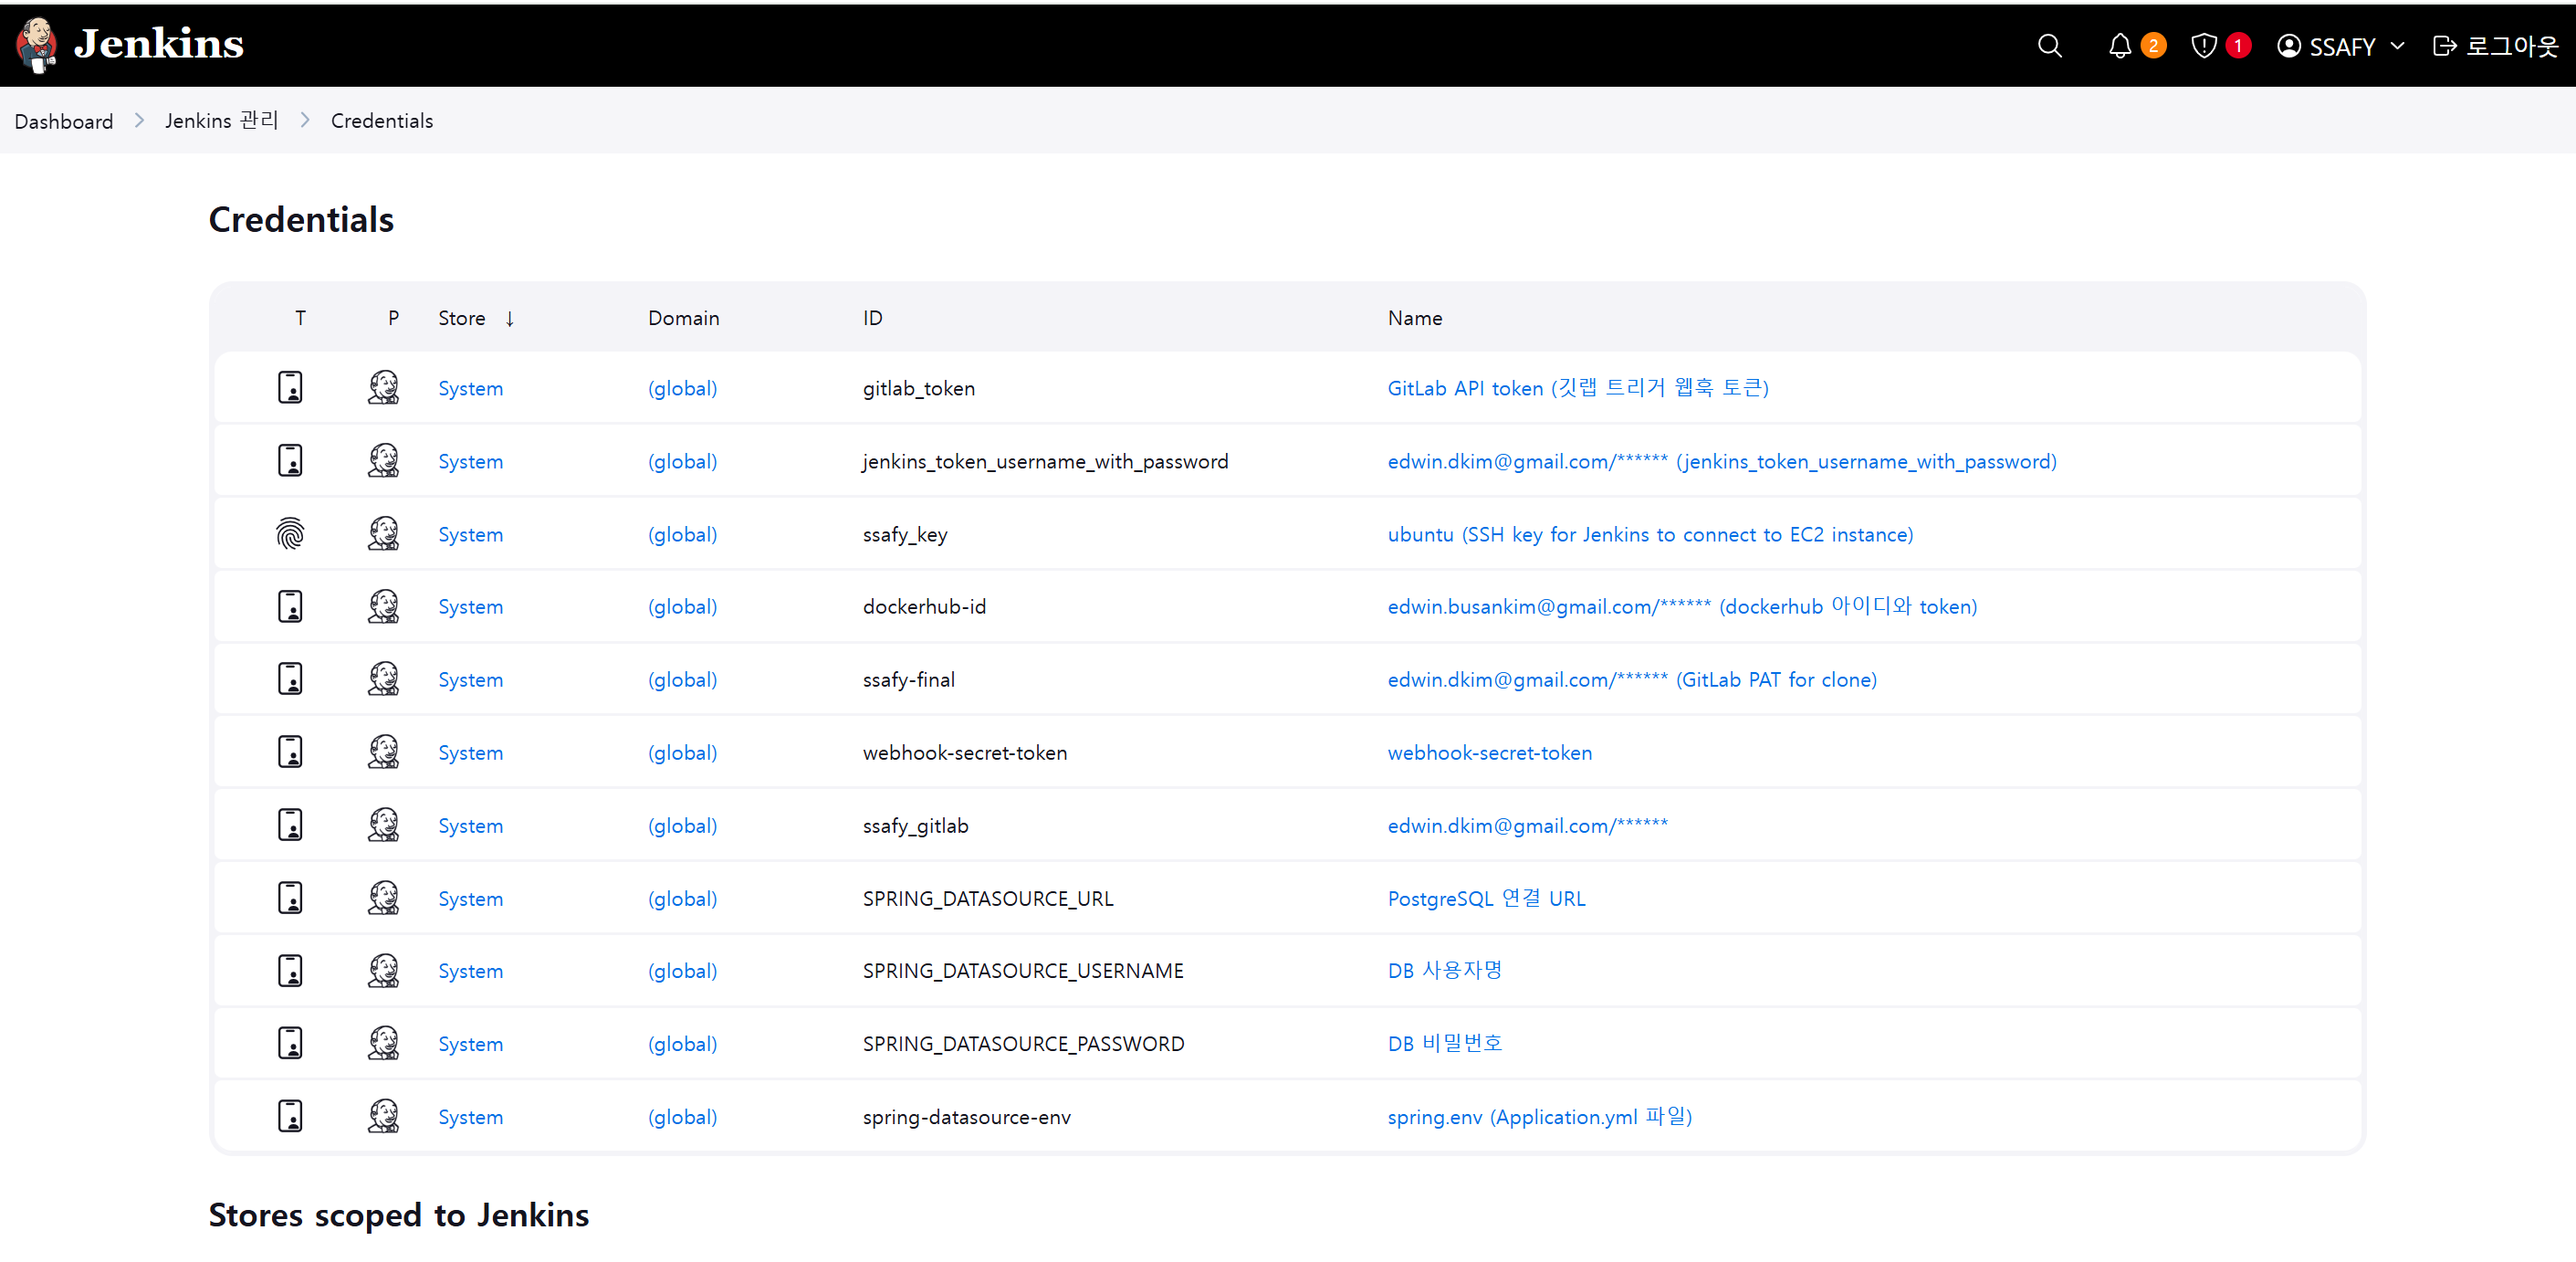 Jenkins 2 1 SSAFY 로그아웃
Dashboard Jenkins 관리 Credentials
Credentials
T P Store ↓ Domain ID Name
System (global) gitlab_token GitLab API token (깃랩 트리거 웹훅 토큰)
System (global) jenkins_token_username_with_password edwin.dkim@gmail.com/****** (jenkins_token_username_with_password)
System (global) ssafy_key ubuntu (SSH key for Jenkins to connect to EC2 instance)
System (global) dockerhub-id edwin.busankim@gmail.com/****** (dockerhub 아이디와 token)
System (global) ssafy-final edwin.dkim@gmail.com/****** (GitLab PAT for clone)
System (global) webhook-secret-token webhook-secret-token
System (global) ssafy_gitlab edwin.dkim@gmail.com/******
System (global) SPRING_DATASOURCE_URL PostgreSQL 연결 URL
System (global) SPRING_DATASOURCE_USERNAME DB 사용자명
System (global) SPRING_DATASOURCE_PASSWORD DB 비밀번호
System (global) spring-datasource-env spring.env (Application.yml 파일)
Stores scoped to Jenkins